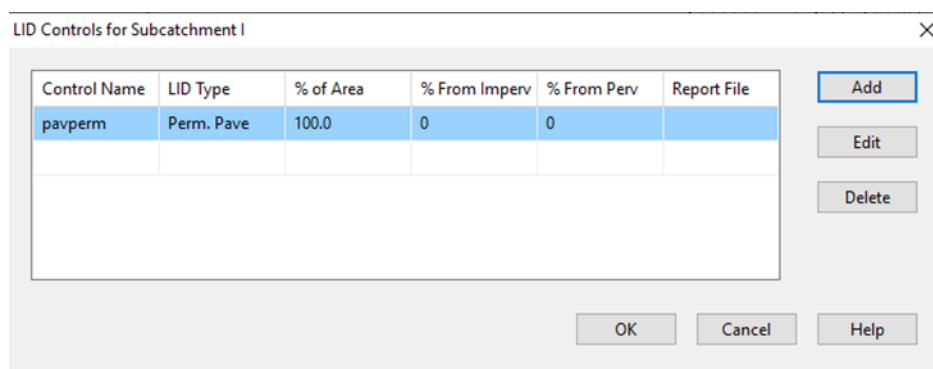 LID Controls for Subcatchment I
Control Name LID Type % of Area % From Imperv % From Perv Report File
pavperm Perm. Pave 100.0 0 0
Add
Edit
Delete
OK Cancel Help